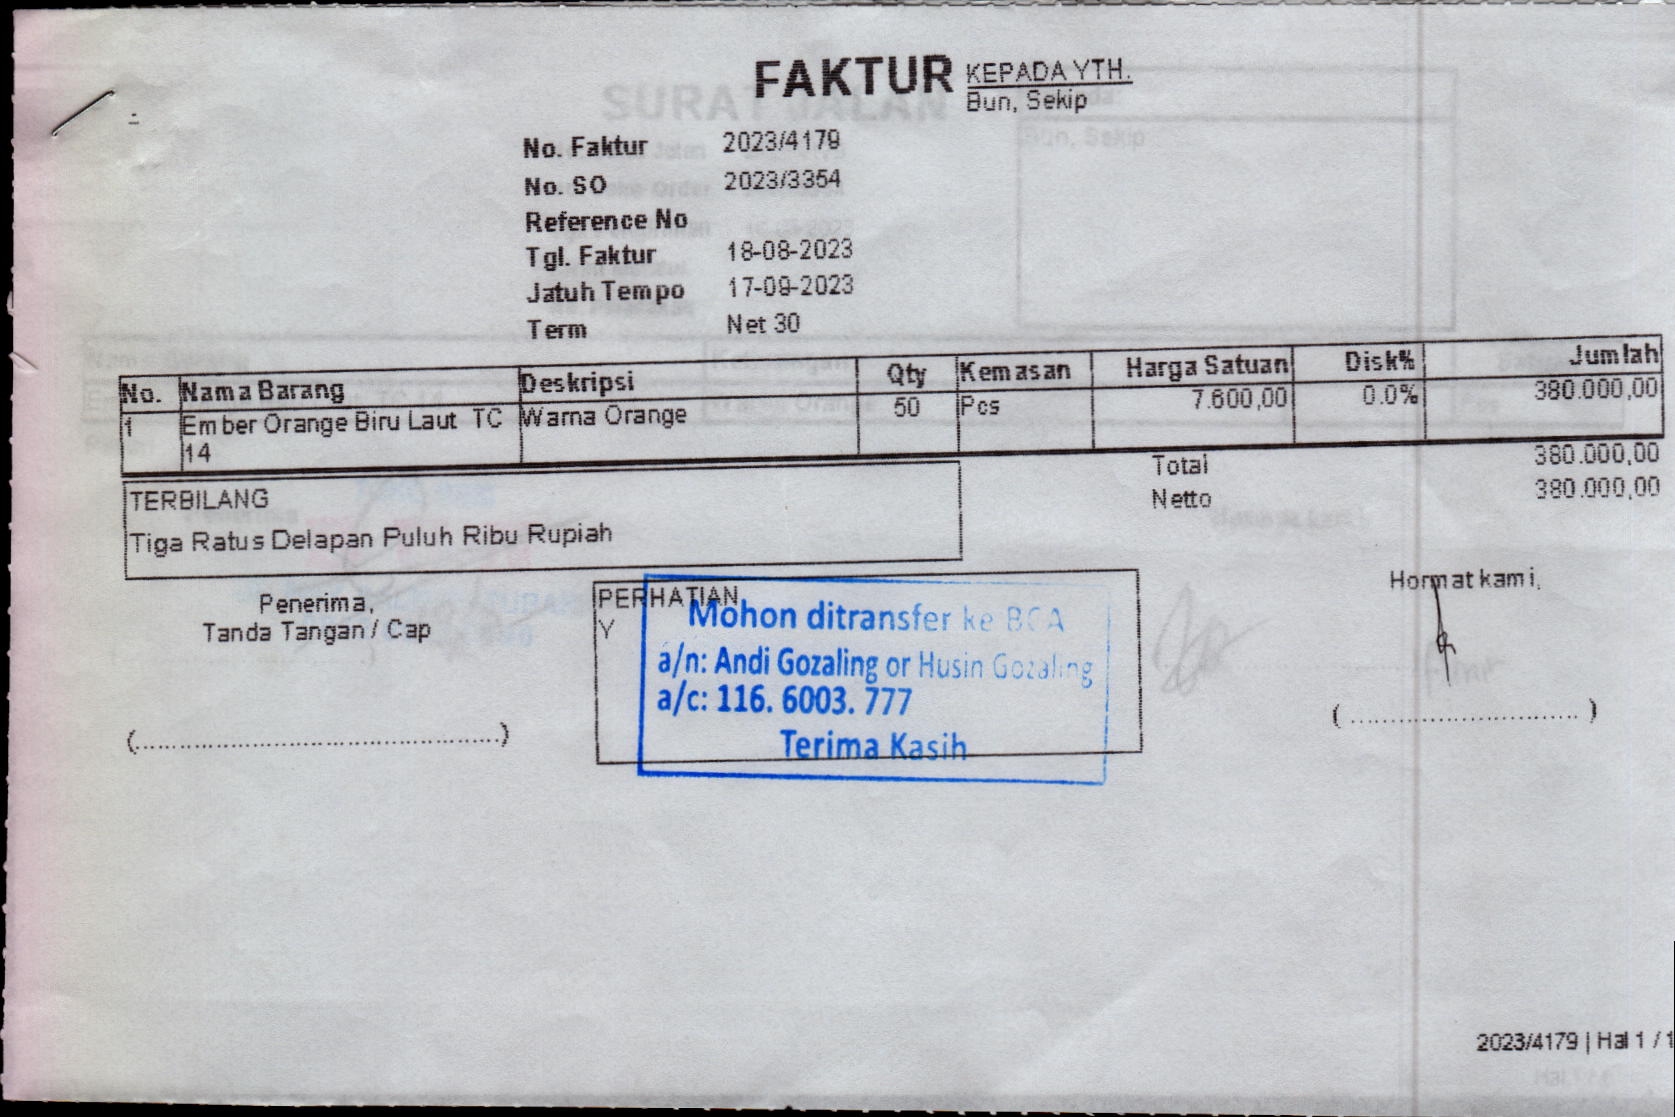 FAKTUR
KEPADA YTH.
Bun, Sekip
No. Faktur 2023/4179
No. SO 2023/3354
Reference No
Tgl. Faktur 18-08-2023
Jatuh Tempo 17-09-2023
Term Net 30
No. Nama Barang Deskripsi Qty Kemasan Harga Satuan Disk% Jumlah
1 Ember Orange Biru Laut TC 14 Warna Orange 50 Pcs 7.600,00 0.0% 380.000,00
Total 380.000,00
Netto 380.000,00
TERBILANG
Tiga Ratus Delapan Puluh Ribu Rupiah
Penerima,
Tanda Tangan / Cap
(................................................)
PERHATIAN
Y
Mohon ditransfer ke BCA
a/n: Andi Gozaling or Husin Gozaling
a/c: 116. 6003. 777
Terima Kasih
Hormat kami,
(..............................)
2023/4179 | Hal 1 / 1
SURAT JALAN
Bun, Sekip